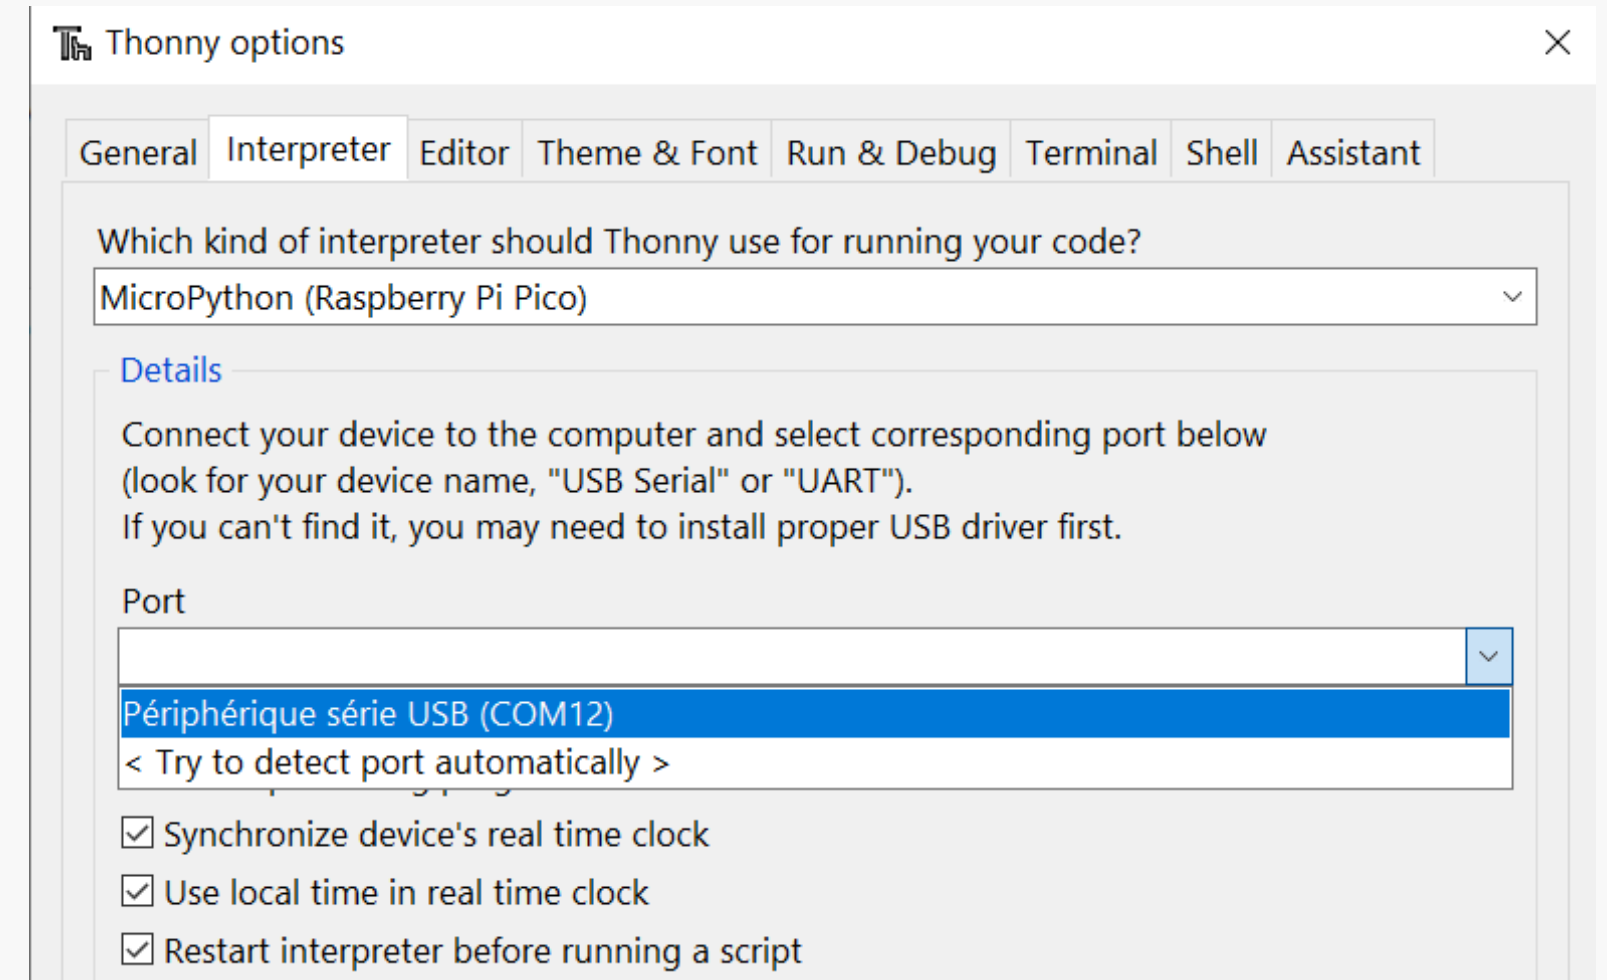 Thonny options
General Interpreter Editor Theme & Font Run & Debug Terminal Shell Assistant
Which kind of interpreter should Thonny use for running your code?
MicroPython (Raspberry Pi Pico)
Details
Connect your device to the computer and select corresponding port below
(look for your device name, "USB Serial" or "UART").
If you can't find it, you may need to install proper USB driver first.
Port
Périphérique série USB (COM12)
< Try to detect port automatically >
Synchronize device's real time clock
Use local time in real time clock
Restart interpreter before running a script